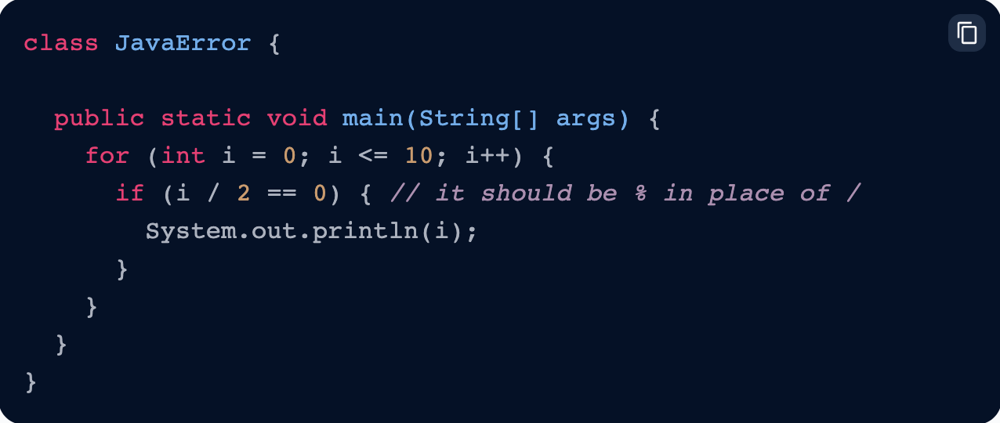 class JavaError {
public static void main(String[] args) {
for (int i = 0; i <= 10; i++) {
if (i / 2 == 0) { // it should be % in place of /
System.out.println(i);
}
}
}
}